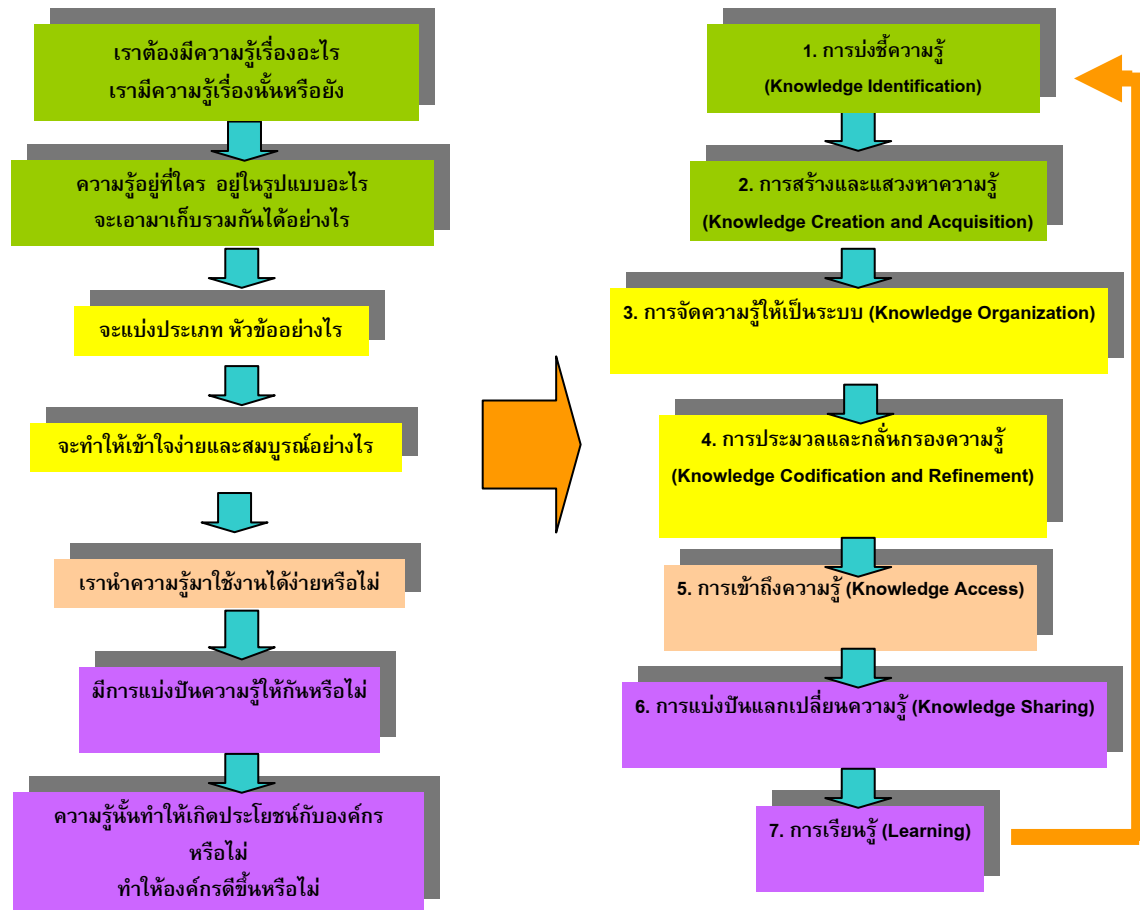 เราต้องมีความรู้เรื่องอะไร
เรามีความรู้เรื่องนั้นหรือยัง
ความรู้อยู่ที่ใคร อยู่ในรูปแบบอะไร
จะเอามาเก็บรวมกันได้อย่างไร
จะแบ่งประเภท หัวข้ออย่างไร
จะทำให้เข้าใจง่ายและสมบูรณ์อย่างไร
เรานำความรู้มาใช้งานได้ง่ายหรือไม่
มีการแบ่งปันความรู้ให้กันหรือไม่
ความรู้นั้นทำให้เกิดประโยชน์กับองค์กร
หรือไม่
ทำให้องค์กรดีขึ้นหรือไม่
1. การบ่งชี้ความรู้
(Knowledge Identification)
2. การสร้างและแสวงหาความรู้
(Knowledge Creation and Acquisition)
3. การจัดความรู้ให้เป็นระบบ (Knowledge Organization)
4. การประมวลและกลั่นกรองความรู้
(Knowledge Codification and Refinement)
5. การเข้าถึงความรู้ (Knowledge Access)
6. การแบ่งปันแลกเปลี่ยนความรู้ (Knowledge Sharing)
7. การเรียนรู้ (Learning)